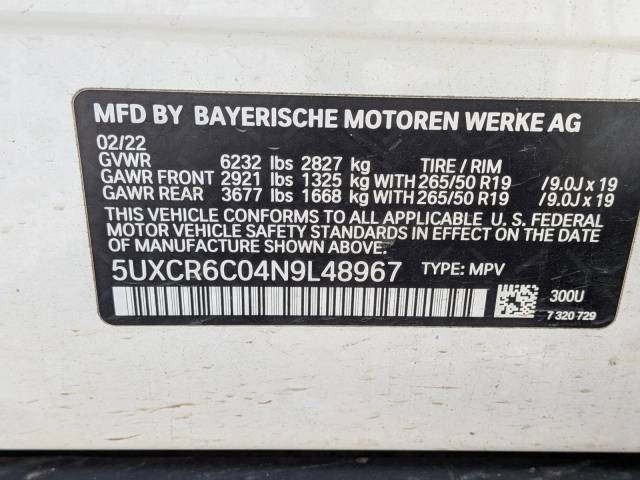 MFD BY BAYERISCHE MOTOREN WERKE AG
02/22
GVWR 6232 lbs 2827 kg TIRE / RIM
GAWR FRONT 2921 lbs 1325 kg WITH 265/50 R19 /9.0J x 19
GAWR REAR 3677 lbs 1668 kg WITH 265/50 R19 /9.0J x 19
THIS VEHICLE CONFORMS TO ALL APPLICABLE U. S. FEDERAL
MOTOR VEHICLE SAFETY STANDARDS IN EFFECT ON THE
DATE OF MANUFACTURE SHOWN ABOVE.
5UXCR6C04N9L48967 TYPE: MPV
300U
7 320 729